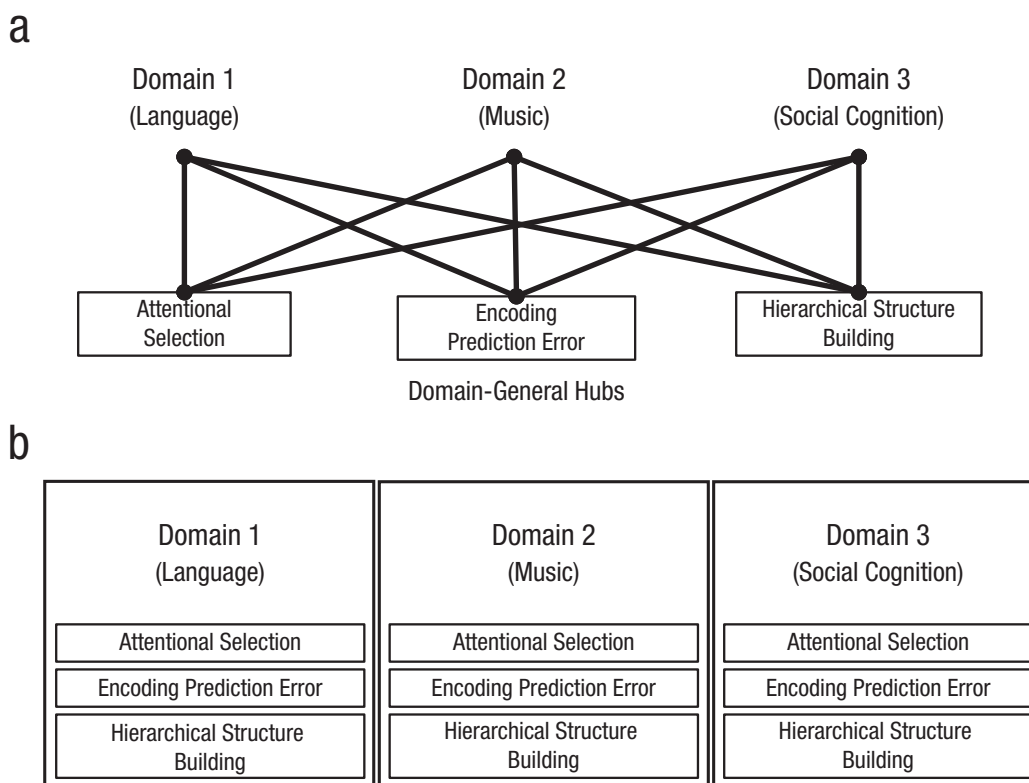 a
Domain 1
(Language)
Domain 2
(Music)
Domain 3
(Social Cognition)
Attentional
Selection
Encoding
Prediction Error
Hierarchical Structure
Building
Domain-General Hubs
b
Domain 1
(Language)
Attentional Selection
Encoding Prediction Error
Hierarchical Structure
Building
Domain 2
(Music)
Attentional Selection
Encoding Prediction Error
Hierarchical Structure
Building
Domain 3
(Social Cognition)
Attentional Selection
Encoding Prediction Error
Hierarchical Structure
Building